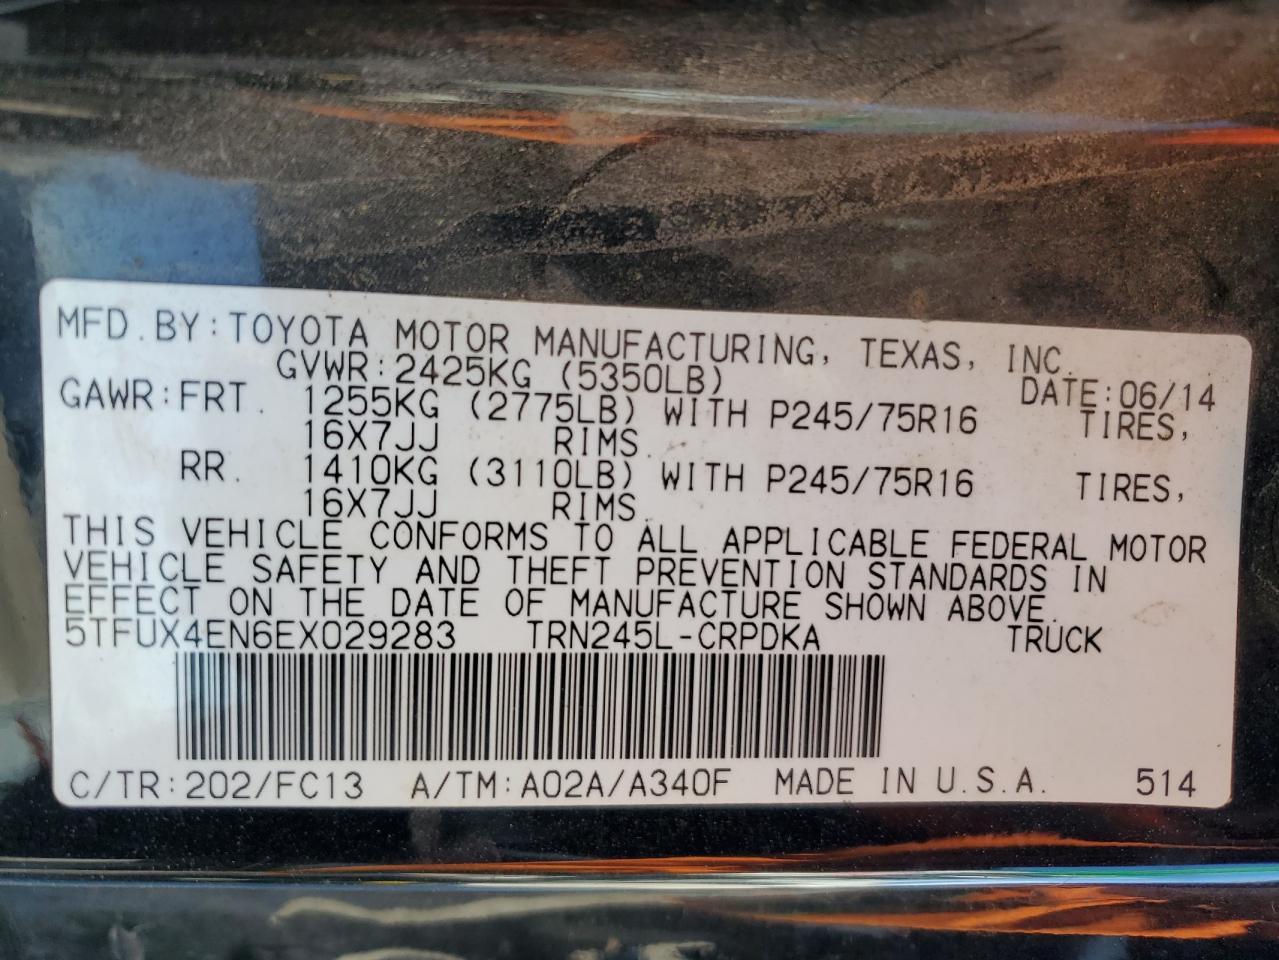 MFD. BY: TOYOTA MOTOR MANUFACTURING, TEXAS, INC.
GVWR: 2425KG (5350LB) DATE: 06/14
GAWR: FRT. 1255KG (2775LB) WITH P245/75R16 TIRES,
16X7JJ RIMS.
RR. 1410KG (3110LB) WITH P245/75R16 TIRES,
16X7JJ RIMS.
THIS VEHICLE CONFORMS TO ALL APPLICABLE FEDERAL MOTOR
VEHICLE SAFETY AND THEFT PREVENTION STANDARDS IN
EFFECT ON THE DATE OF MANUFACTURE SHOWN ABOVE.
5TFUX4EN6EX029283 TRN245L-CRPDKA TRUCK
C/TR: 202/FC13 A/TM: A02A/A340F MADE IN U.S.A. 514